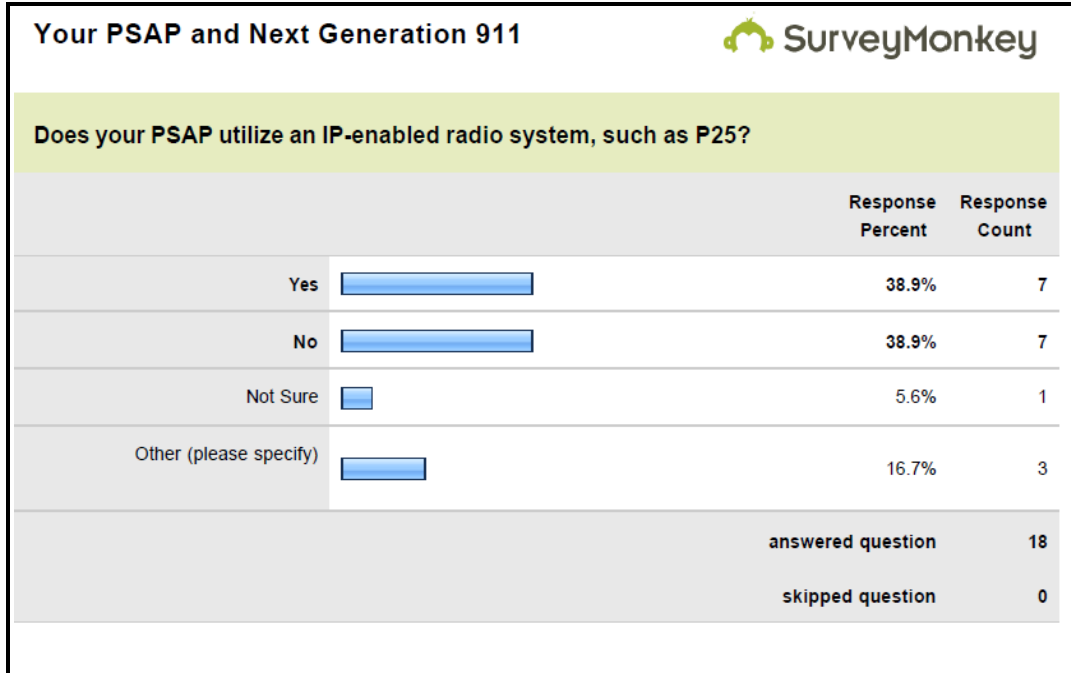 Your PSAP and Next Generation 911
SurveyMonkey
Does your PSAP utilize an IP-enabled radio system, such as P25?
Response Percent Response Count
Yes 38.9% 7
No 38.9% 7
Not Sure 5.6% 1
Other (please specify) 16.7% 3
answered question 18
skipped question 0